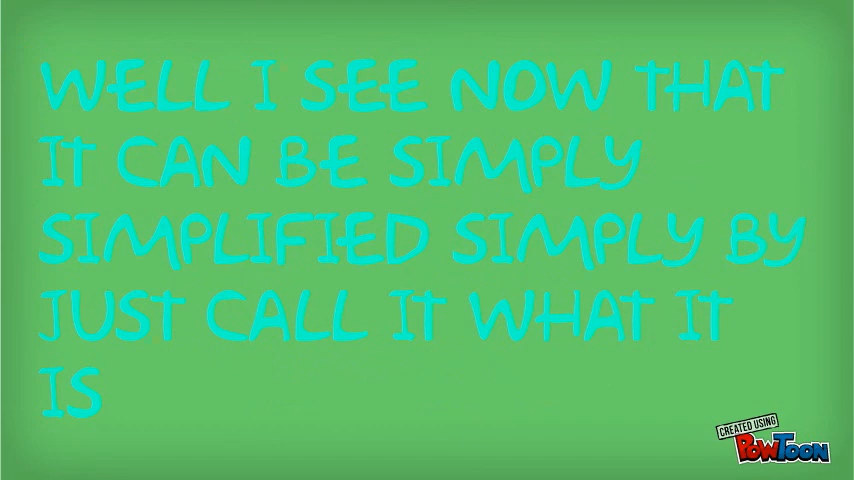 WELL I SEE NOW THAT
IT CAN BE SIMPLY
SIMPLIFIED SIMPLY BY
JUST CALL IT WHAT IT
IS
CREATED USING
POWTOON